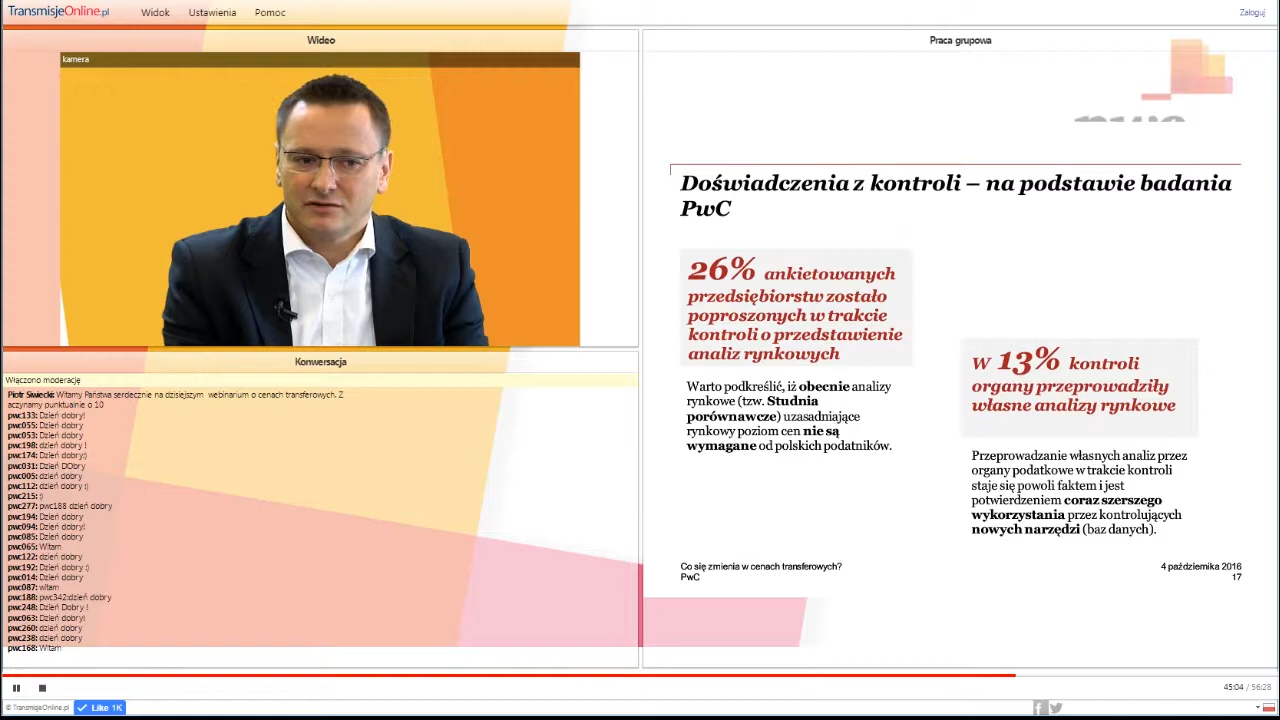 TransmisjeOnline.pl
Widok
Ustawienia
Pomoc
Zaloguj
Wideo
kamera
Konwersacja
Włączono moderację
Piotr Siwiecki: Witamy Państwa serdecznie na dzisiejszym webinarium o cenach transferowych. Z
aczynamy punktualnie o 10
pwc133: Dzień dobry!
pwc055: Dzień dobry
pwc053: Dzień dobry
pwc198: dzień dobry !
pwc174: Dzień dobry:)
pwc031: Dzień DObry
pwc005: dzień dobry
pwc112: dzień dobry :)
pwc215: :)
pwc277: pwc188 dzień dobry
pwc194: Dzień dobry
pwc094: Dzień dobry!
pwc085: Dzień dobry
pwc065: Witam
pwc122: dzień dobry
pwc192: Dzień dobry :)
pwc014: Dzień dobry
pwc087: witam
pwc188: pwc342:dzień dobry
pwc248: Dzień Dobry !
pwc063: Dzień dobry!
pwc260: dzień dobry
pwc238: dzień dobry
pwc168: Witam
Praca grupowa
pwc
Doświadczenia z kontroli – na podstawie badania
PwC
26% ankietowanych
przedsiębiorstw zostało
poproszonych w trakcie
kontroli o przedstawienie
analiz rynkowych
Warto podkreślić, iż obecnie analizy
rynkowe (tzw. Studnia
porównawcze) uzasadniające
rynkowy poziom cen nie są
wymagane od polskich podatników.
W 13% kontroli
organy przeprowadziły
własne analizy rynkowe
Przeprowadzanie własnych analiz przez
organy podatkowe w trakcie kontroli
staje się powoli faktem i jest
potwierdzeniem coraz szerszego
wykorzystania przez kontrolujących
nowych narzędzi (baz danych).
Co się zmienia w cenach transferowych?
PwC
4 października 2016
17
45:04 / 56:28
© TransmisjeOnline.pl
Like 1K